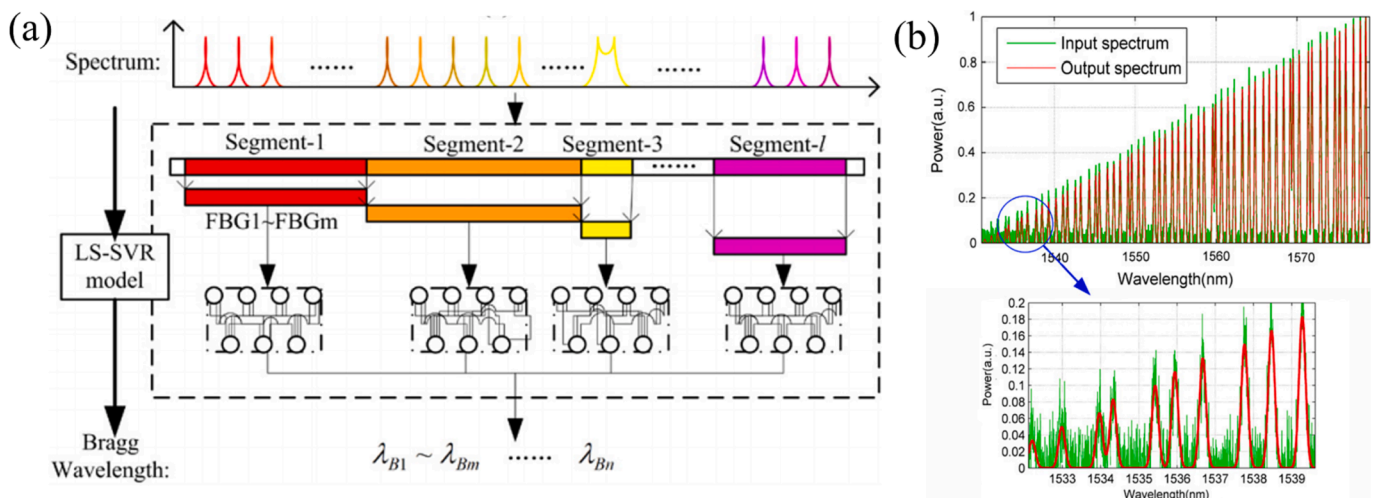 (a)
Spectrum:
......
......
......
......
Segment-1
Segment-2
Segment-3
......
Segment-l
FBG1~FBGm
LS-SVR
model
Bragg
Wavelength:
λB1 ~ λBm ...... λBn
(b)
Input spectrum
Output spectrum
Power(a.u.)
1
0.8
0.6
0.4
0.2
0
1540
1550
1560
1570
Wavelength(nm)
Power(a.u.)
0.2
0.18
0.16
0.14
0.12
0.1
0.08
0.06
0.04
0.02
0
1533
1534
1535
1536
1537
1538
1539
Wavelength(nm)